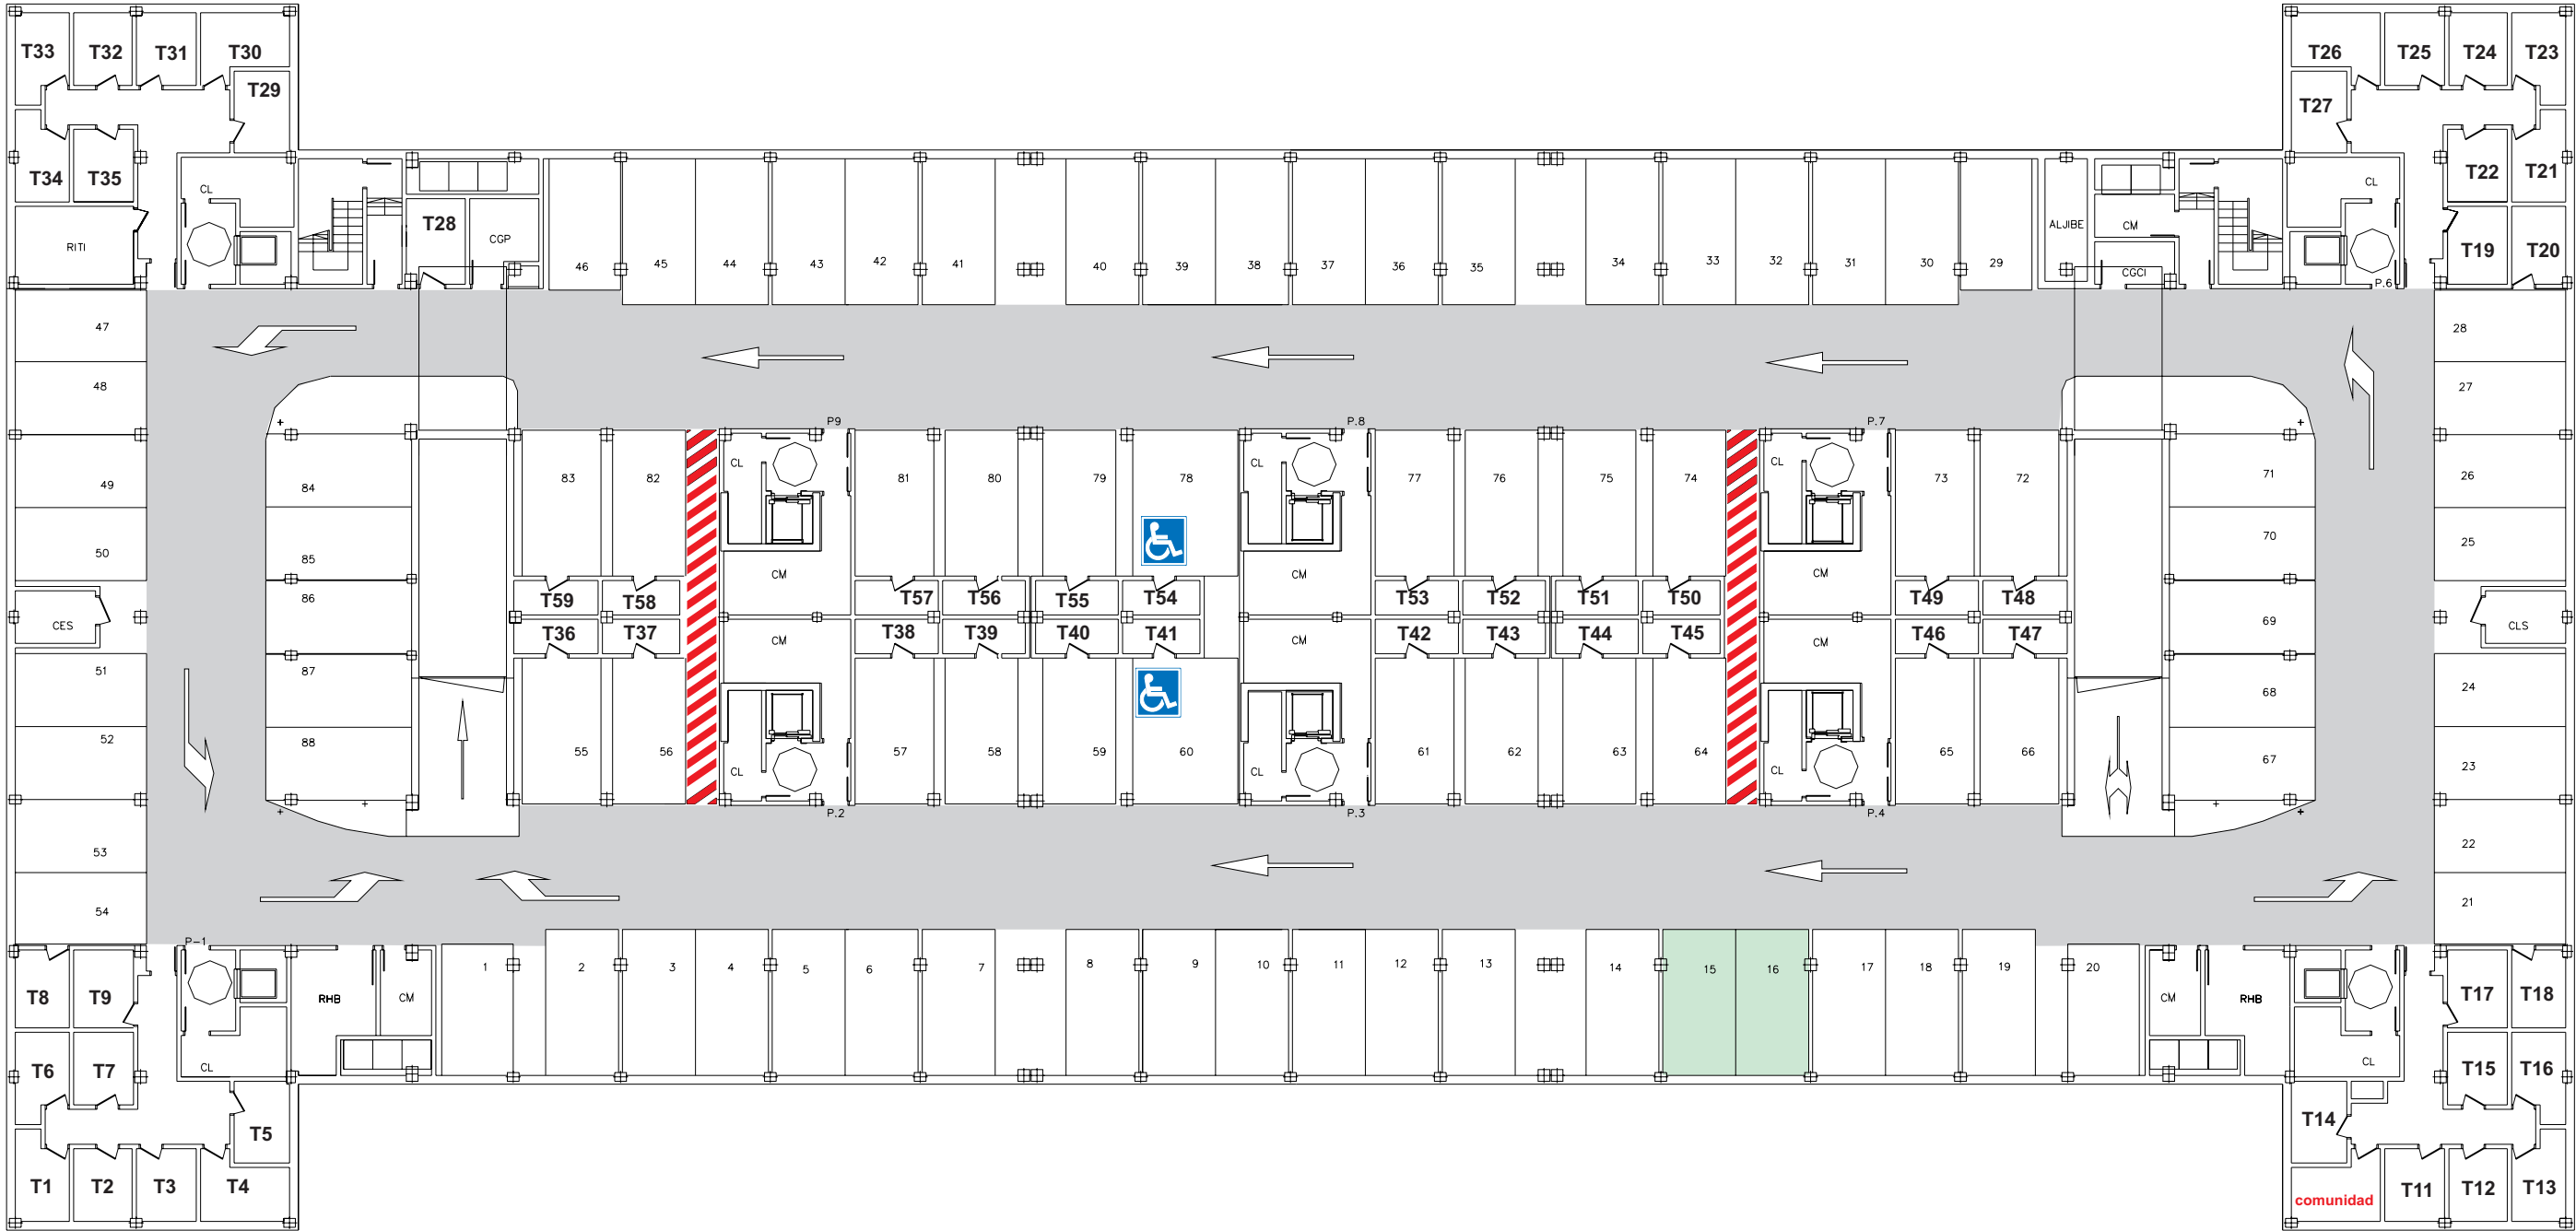 T33 T32 T31 T30
T26 T25 T24 T23
T29
T27
T34 T35
T22 T21
CL
CL
RITI
T28
CGP
ALJIBE
CM
T19 T20
46 45 44 43 42 41 40 39 38 37 36 35 34 33 32 31 30 29
CGCI
P.6
47
28
48
27
P9
P.8
P.7
CL
CL
CL
83 82 81 80 79 78 77 76 75 74 73 72
49
84
71
26
50
85
70
25
CM
CM
CM
86
T59 T58 T57 T56 T55 T54 T53 T52 T51 T50 T49 T48
CES
69
CLS
T36 T37
CM
T38 T39 T40 T41
CM
T42 T43 T44 T45
CM
T46 T47
51
87
68
24
52
88
55 56 57 58 59 60 61 62 63 64 65 66
67
23
CL
CL
CL
P.2
P.3
P.4
53
22
54
21
P-1
1 2 3 4 5 6 7 8 9 10 11 12 13 14 15 16 17 18 19 20
T8 T9
RHB
CM
CM
RHB
T17 T18
T6 T7
CL
CL
T15 T16
T5
T14
T1 T2 T3 T4
comunidad
T11 T12 T13